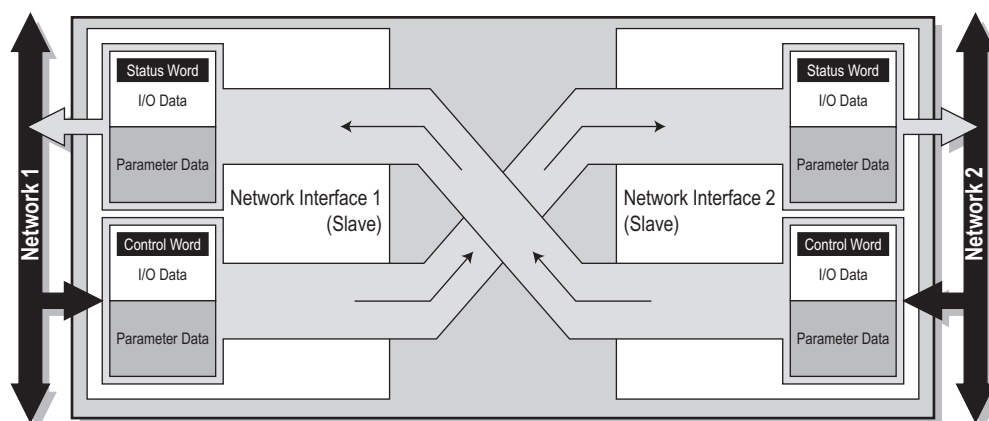 Network 1
Status Word
I/O Data
Parameter Data
Control Word
I/O Data
Parameter Data
Network Interface 1
(Slave)
Network Interface 2
(Slave)
Status Word
I/O Data
Parameter Data
Control Word
I/O Data
Parameter Data
Network 2